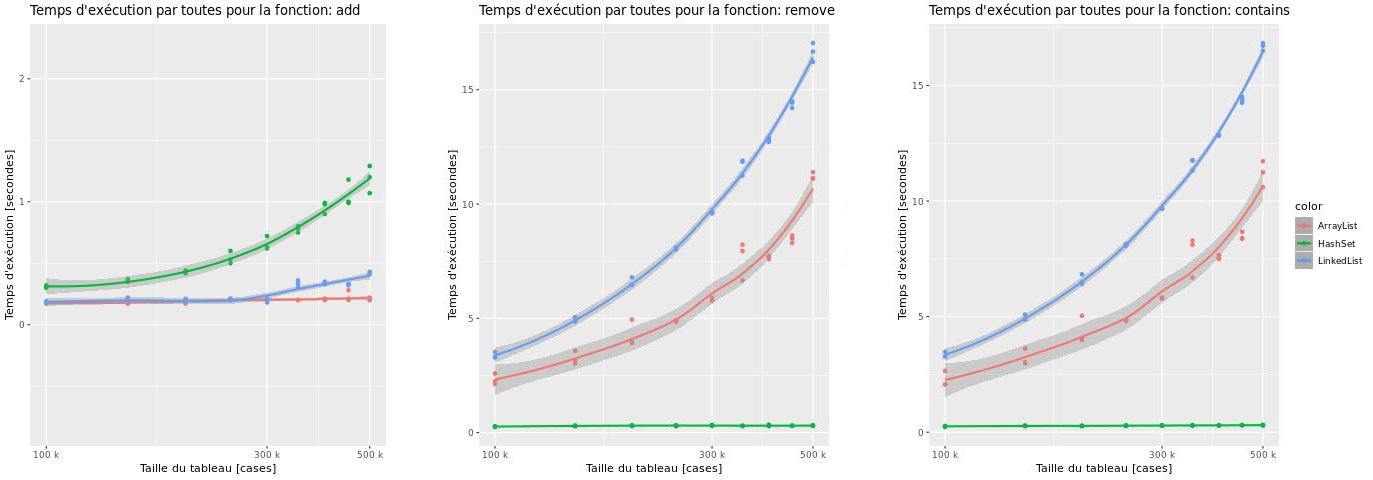 Temps d'exécution par toutes pour la fonction: add
Temps d'exécution [secondes]
2
1
0
100 k
300 k
500 k
Taille du tableau [cases]
Temps d'exécution par toutes pour la fonction: remove
Temps d'exécution [secondes]
15
10
5
0
100 k
300 k
500 k
Taille du tableau [cases]
Temps d'exécution par toutes pour la fonction: contains
Temps d'exécution [secondes]
15
10
5
0
100 k
300 k
500 k
Taille du tableau [cases]
color
ArrayList
HashSet
LinkedList